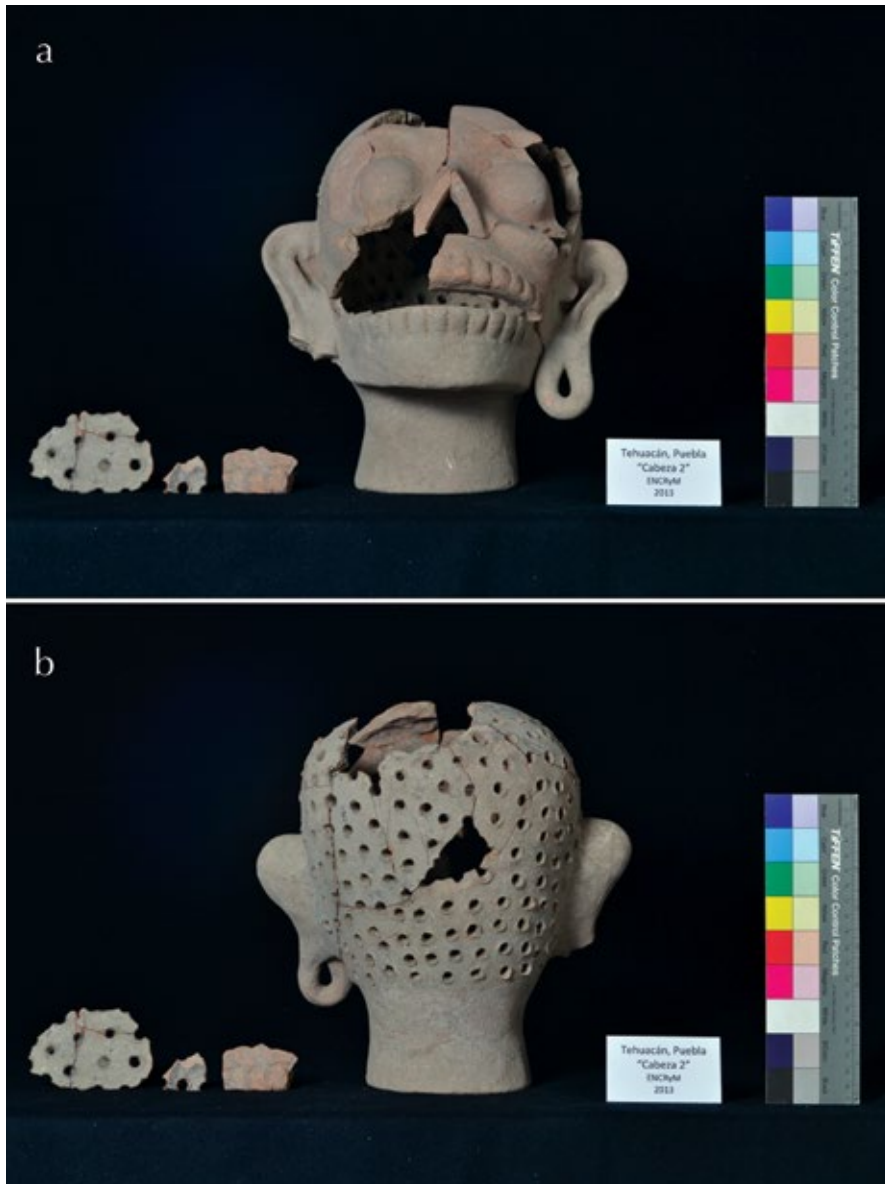 a
Tehuacán, Puebla
"Cabeza 2"
ENCRyM
2013
TIFFEN Color Control Patches
b
Tehuacán, Puebla
"Cabeza 2"
ENCRyM
2013
TIFFEN Color Control Patches